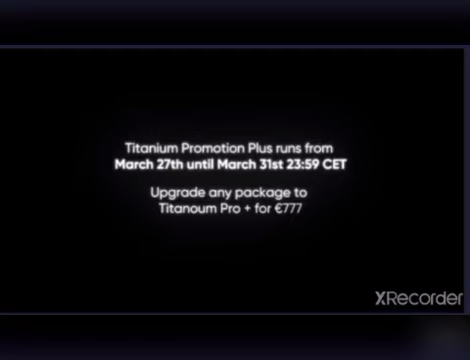 Titanium Promotion Plus runs from
March 27th until March 31st 23:59 CET
Upgrade any package to
Titanoum Pro + for €777
XRecorder